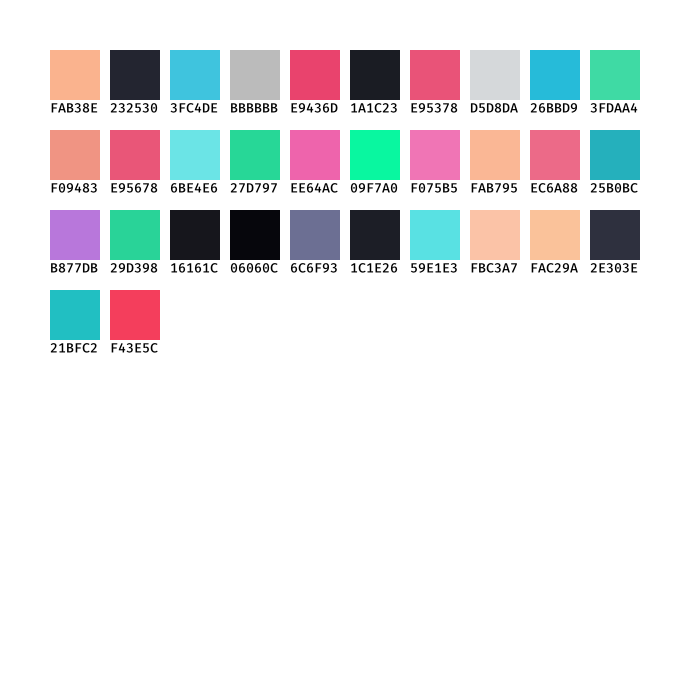 FAB38E 232530 3FC4DE BBBBBB E9436D 1A1C23 E95378 D5D8DA 26BBD9 3FDAA4
F09483 E95678 6BE4E6 27D797 EE64AC 09F7A0 F075B5 FAB795 EC6A88 25B0BC
B877DB 29D398 16161C 06060C 6C6F93 1C1E26 59E1E3 FBC3A7 FAC29A 2E303E
21BFC2 F43E5C